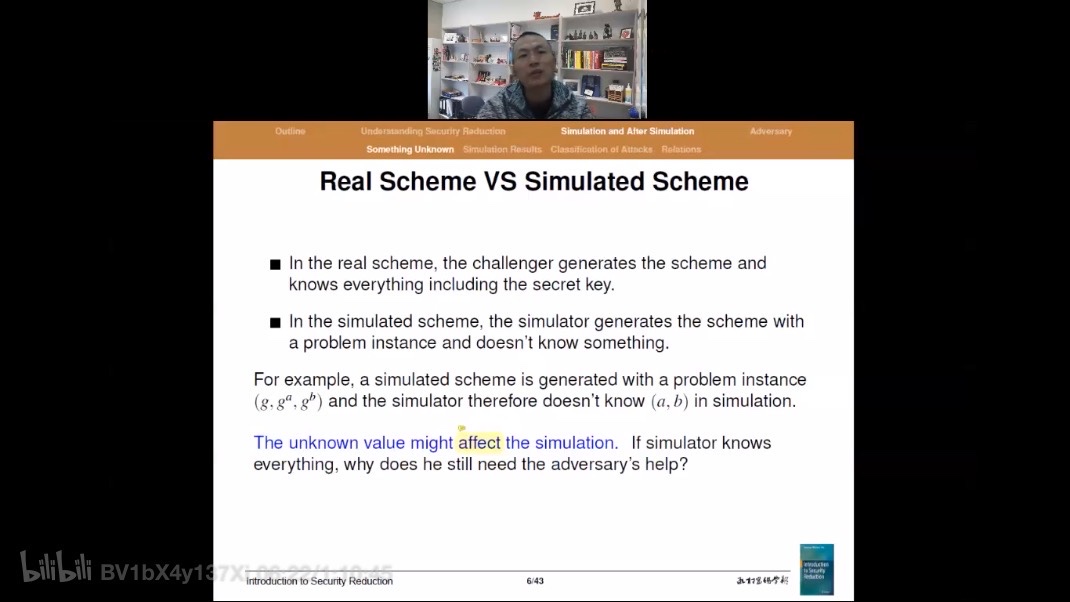 Outline Understanding Security Reduction Simulation and After Simulation Adversary
Something Unknown Simulation Results Classification of Attacks Relations
Real Scheme VS Simulated Scheme
■ In the real scheme, the challenger generates the scheme and
knows everything including the secret key.
■ In the simulated scheme, the simulator generates the scheme with
a problem instance and doesn't know something.
For example, a simulated scheme is generated with a problem instance
(g, gᵃ, gᵇ) and the simulator therefore doesn't know (a, b) in simulation.
The unknown value might affect the simulation. If simulator knows
everything, why does he still need the adversary's help?
Introduction
to Security
Reduction
bilibili BV1bX4y137X
Introduction to Security Reduction 6/43